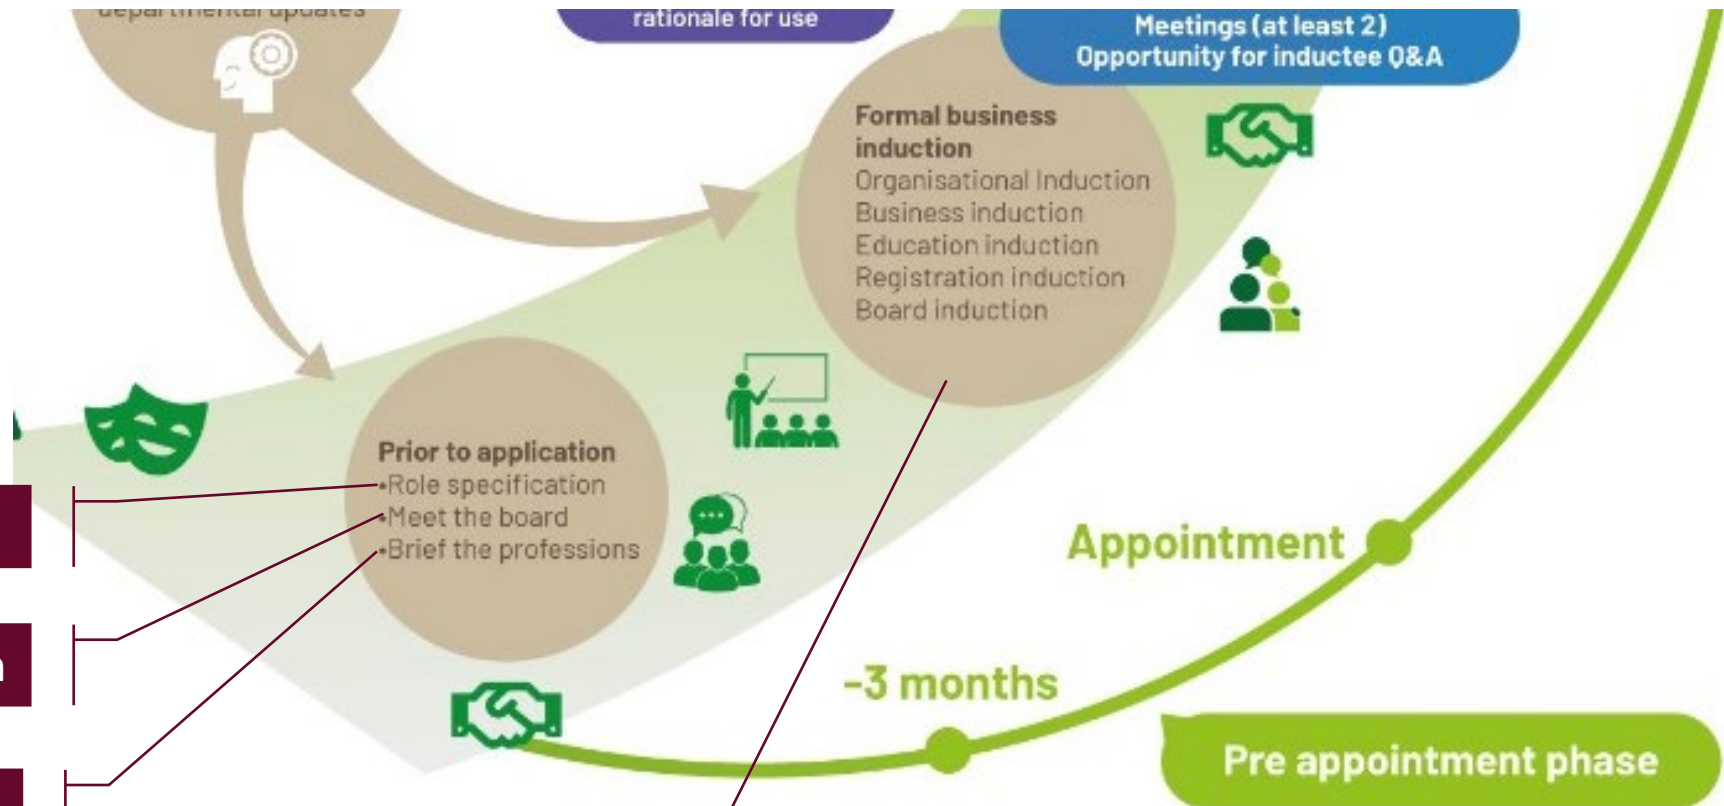 departmental updates
rationale for use
Meetings (at least 2)
Opportunity for inductee Q&A
Formal business
induction
Organisational Induction
Business induction
Education induction
Registration induction
Board induction
Prior to application
•Role specification
•Meet the board
•Brief the professions
Appointment
-3 months
Pre appointment phase